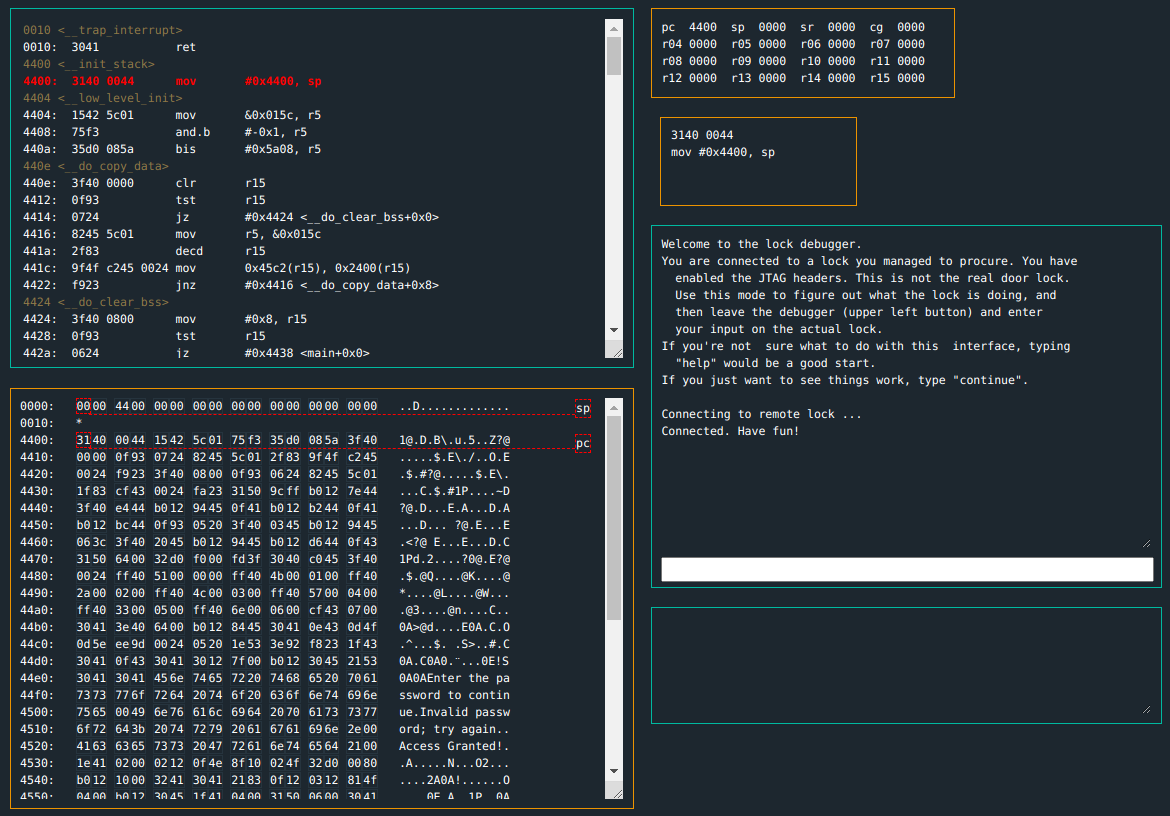 0010 <__trap_interrupt>
0010:  3041           ret
4400 <__init_stack>
4400:  3140 0044      mov       #0x4400, sp
4404 <__low_level_init>
4404:  1542 5c01      mov       &0x015c, r5
4408:  75f3           and.b     #-0x1, r5
440a:  35d0 085a      bis       #0x5a08, r5
440e <__do_copy_data>
440e:  3f40 0000      clr       r15
4412:  0f93           tst       r15
4414:  0724           jz        #0x4424 <__do_clear_bss+0x0>
4416:  8245 5c01      mov       r5, &0x015c
441a:  2f83           decd      r15
441c:  9f4f c245 0024 mov       0x45c2(r15), 0x2400(r15)
4422:  f923           jnz       #0x4416 <__do_copy_data+0x8>
4424 <__do_clear_bss>
4424:  3f40 0800      mov       #0x8, r15
4428:  0f93           tst       r15
442a:  0624           jz        #0x4438 <main+0x0>
0000:   0000 4400 0000 0000 0000 0000 0000 0000   ..D.............   sp
0010:   *
4400:   3140 0044 1542 5c01 75f3 35d0 085a 3f40   1@.D.B\.u.5..Z?@   pc
4410:   0000 0f93 0724 8245 5c01 2f83 9f4f c245   .....$.E\./..O.E
4420:   0024 f923 3f40 0800 0f93 0624 8245 5c01   .$.#?@.....$.E\.
4430:   1f83 cf43 0024 fa23 3150 9cff b012 7e44   ...C.$.#1P....~D
4440:   3f40 e444 b012 9445 0f41 b012 b244 0f41   ?@.D...E.A...D.A
4450:   b012 bc44 0f93 0520 3f40 0345 b012 9445   ...D... ?@.E...E
4460:   063c 3f40 2045 b012 9445 b012 d644 0f43   .<?@ E...E...D.C
4470:   3150 6400 32d0 f000 fd3f 3040 c045 3f40   1Pd.2....?0@.E?@
4480:   0024 ff40 5100 0000 ff40 4b00 0100 ff40   .$.@Q....@K....@
4490:   2a00 0200 ff40 4c00 0300 ff40 5700 0400   *....@L....@W...
44a0:   ff40 3300 0500 ff40 6e00 0600 cf43 0700   .@3....@n....C..
44b0:   3041 3e40 6400 b012 8445 3041 0e43 0d4f   0A>@d....E0A.C.O
44c0:   0d5e ee9d 0024 0520 1e53 3e92 f823 1f43   .^...$. .S>..#.C
44d0:   3041 0f43 3041 3012 7f00 b012 3045 2153   0A.C0A0.¨...0E!S
44e0:   3041 3041 456e 7465 7220 7468 6520 7061   0A0AEnter the pa
44f0:   7373 776f 7264 2074 6f20 636f 6e74 696e   ssword to contin
4500:   7565 0049 6e76 616c 6964 2070 6173 7377   ue.Invalid passw
4510:   6f72 643b 2074 7279 2061 6761 696e 2e00   ord; try again..
4520:   4163 6365 7373 2047 7261 6e74 6564 2100   Access Granted!.
4530:   1e41 0200 0212 0f4e 8f10 024f 32d0 0080   .A.....N...O2...
4540:   b012 1000 3241 3041 2183 0f12 0312 814f   ....2A0A!......O
4550:   0400 b012 3045 1f41 0400 3150 0600 3041   ....0E.A..1P..0A
pc  4400  sp  0000  sr  0000  cg  0000
r04 0000  r05 0000  r06 0000  r07 0000
r08 0000  r09 0000  r10 0000  r11 0000
r12 0000  r13 0000  r14 0000  r15 0000
3140 0044
mov #0x4400, sp
Welcome to the lock debugger.
You are connected to a lock you managed to procure. You have
enabled the JTAG headers. This is not the real door lock.
Use this mode to figure out what the lock is doing, and
then leave the debugger (upper left button) and enter
your input on the actual lock.
If you're not  sure what to do with this  interface, typing
"help" would be a good start.
If you just want to see things work, type "continue".
Connecting to remote lock ...
Connected. Have fun!